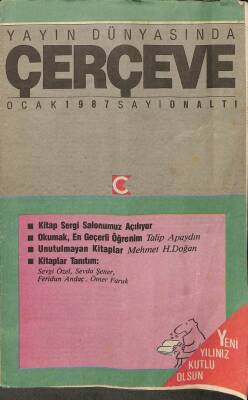 YAYIN DÜNYASINDA
ÇERÇEVE
OCAK 1987 SAYI ONALTI
Kitap Sergi Salonumuz Açılıyor
Okumak, En Geçerli Öğrenim Talip Apaydın
Unutulmayan Kitaplar Mehmet H.Doğan
Kitaplar Tanıtım:
Sevgi Özel, Sevda Şener,
Feridun Andaç, Ömer Faruk
YENİ
YILINIZ
KUTLU
OLSUN